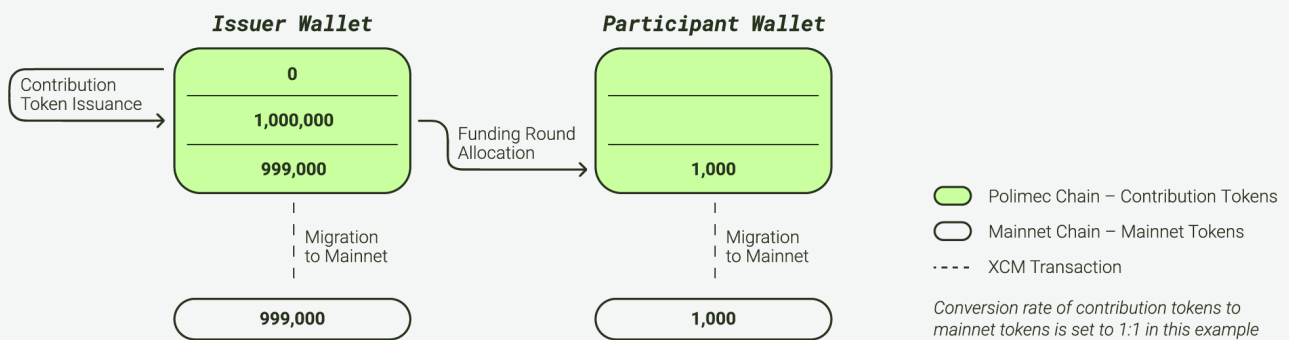 Issuer Wallet
Participant Wallet
Contribution
Token Issuance
0
1,000,000
999,000
Funding Round
Allocation
1,000
Migration
to Mainnet
Migration
to Mainnet
999,000
1,000
Polimec Chain – Contribution Tokens
Mainnet Chain – Mainnet Tokens
XCM Transaction
Conversion rate of contribution tokens to
mainnet tokens is set to 1:1 in this example